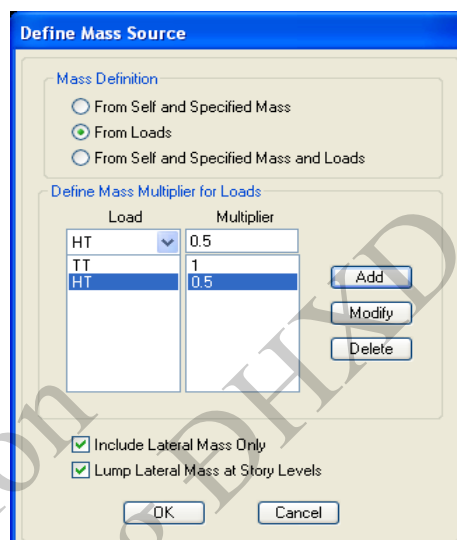 Define Mass Source
Mass Definition
From Self and Specified Mass
From Loads
From Self and Specified Mass and Loads
Define Mass Multiplier for Loads
Load Multiplier
HT 0.5
TT 1
HT 0.5
Add
Modify
Delete
Include Lateral Mass Only
Lump Lateral Mass at Story Levels
OK Cancel
ĐHXD